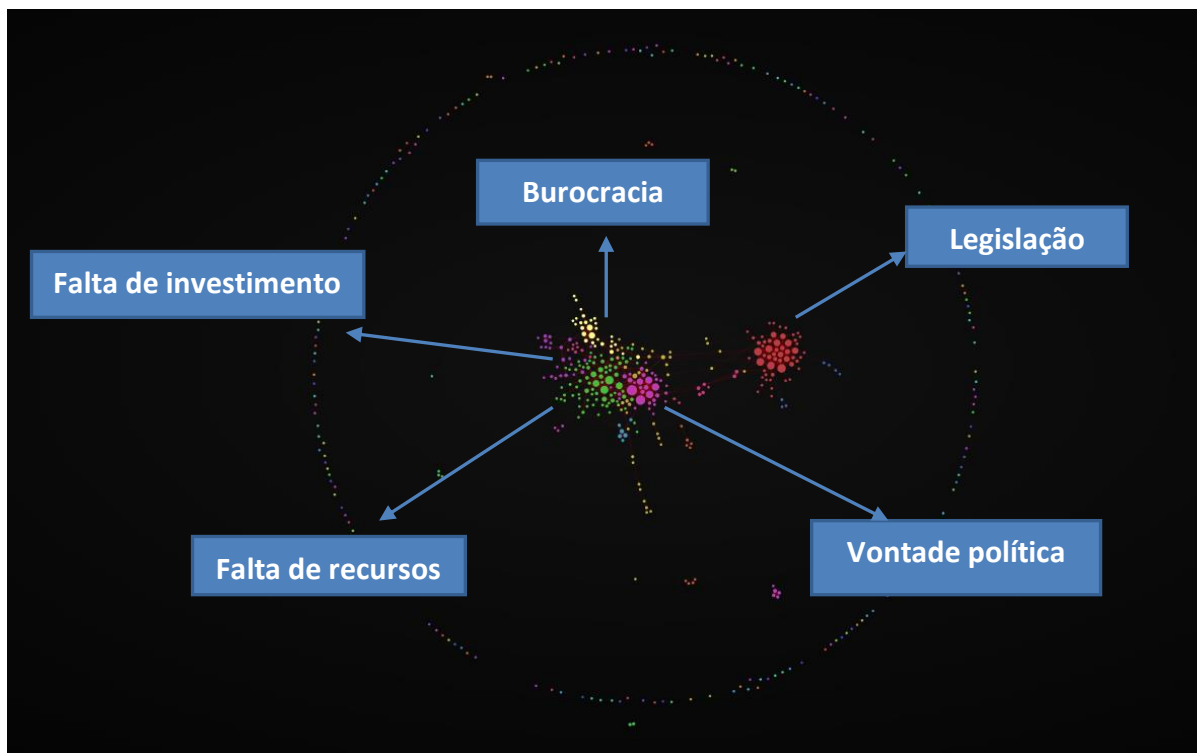 Burocracia
Legislação
Falta de investimento
Falta de recursos
Vontade política